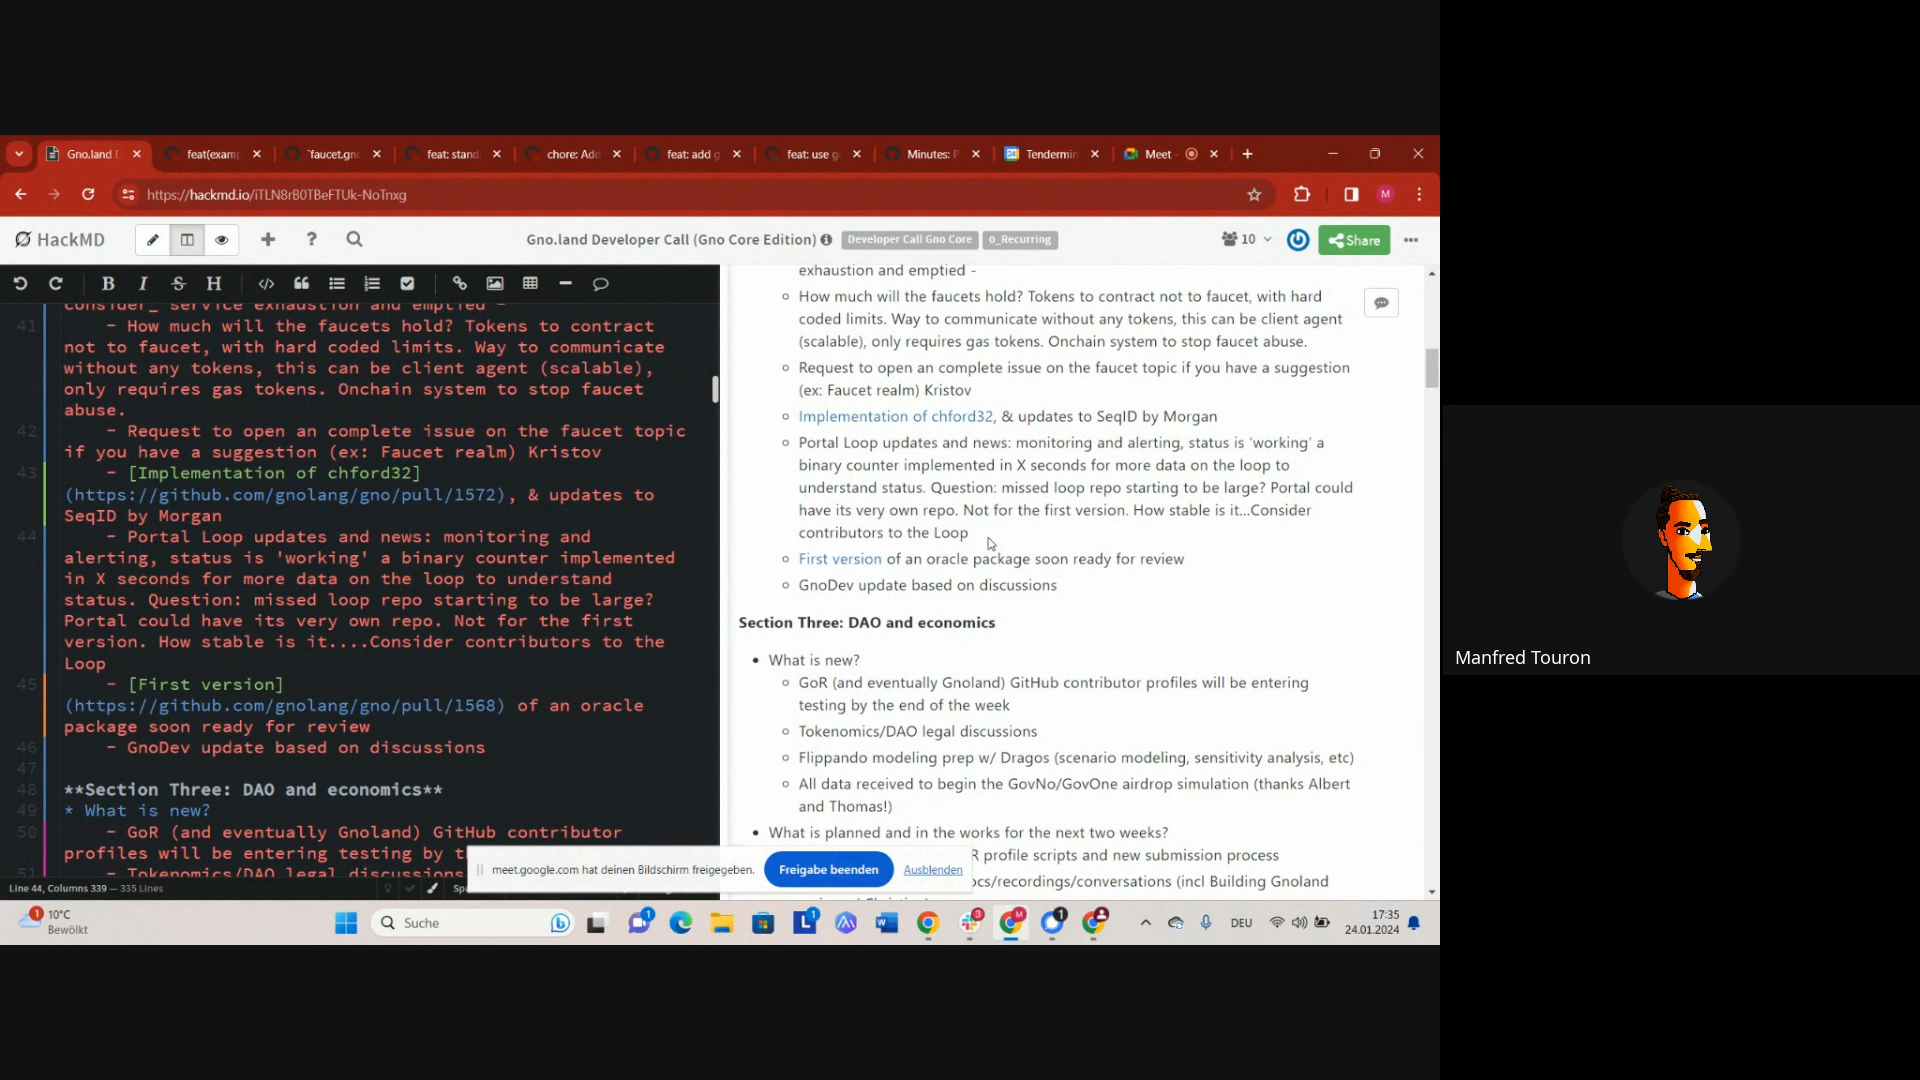 Gno.land D
feat(examp
`faucet.gno
feat: stand
chore: Add
feat: add g
feat: use g
Minutes: P
Tendermin
Meet
https://hackmd.io/iTLN8rB0TBeFTUk-NoTnxg
M
HackMD
Gno.land Developer Call (Gno Core Edition)
Developer Call Gno Core
0_Recurring
10
Share
consider_ service exhaustion and emptied -
41 - How much will the faucets hold? Tokens to contract
not to faucet, with hard coded limits. Way to communicate
without any tokens, this can be client agent (scalable),
only requires gas tokens. Onchain system to stop faucet
abuse.
42 - Request to open an complete issue on the faucet topic
if you have a suggestion (ex: Faucet realm) Kristov
43 - [Implementation of chford32]
(https://github.com/gnolang/gno/pull/1572), & updates to
SeqID by Morgan
44 - Portal Loop updates and news: monitoring and
alerting, status is 'working' a binary counter implemented
in X seconds for more data on the loop to understand
status. Question: missed loop repo starting to be large?
Portal could have its very own repo. Not for the first
version. How stable is it....Consider contributors to the
Loop
45 - [First version]
(https://github.com/gnolang/gno/pull/1568) of an oracle
package soon ready for review
46 - GnoDev update based on discussions
47
48 **Section Three: DAO and economics**
49 * What is new?
50 - GoR (and eventually Gnoland) GitHub contributor
profiles will be entering testing by t
51 - Tokenomics/DAO legal discussions
Line 44, Columns 339 — 335 Lines
Spa
exhaustion and emptied -
How much will the faucets hold? Tokens to contract not to faucet, with hard
coded limits. Way to communicate without any tokens, this can be client agent
(scalable), only requires gas tokens. Onchain system to stop faucet abuse.
Request to open an complete issue on the faucet topic if you have a suggestion
(ex: Faucet realm) Kristov
Implementation of chford32, & updates to SeqID by Morgan
Portal Loop updates and news: monitoring and alerting, status is ‘working’ a
binary counter implemented in X seconds for more data on the loop to
understand status. Question: missed loop repo starting to be large? Portal could
have its very own repo. Not for the first version. How stable is it…Consider
contributors to the Loop
First version of an oracle package soon ready for review
GnoDev update based on discussions
Section Three: DAO and economics
What is new?
GoR (and eventually Gnoland) GitHub contributor profiles will be entering
testing by the end of the week
Tokenomics/DAO legal discussions
Flippando modeling prep w/ Dragos (scenario modeling, sensitivity analysis, etc)
All data received to begin the GovNo/GovOne airdrop simulation (thanks Albert
and Thomas!)
What is planned and in the works for the next two weeks?
R profile scripts and new submission process
ocs/recordings/conversations (incl Building Gnoland
meet.google.com hat deinen Bildschirm freigegeben.
Freigabe beenden
Ausblenden
Manfred Touron
1
10°C
Bewölkt
Suche
1
L
1
3
M
1
DEU
17:35
24.01.2024